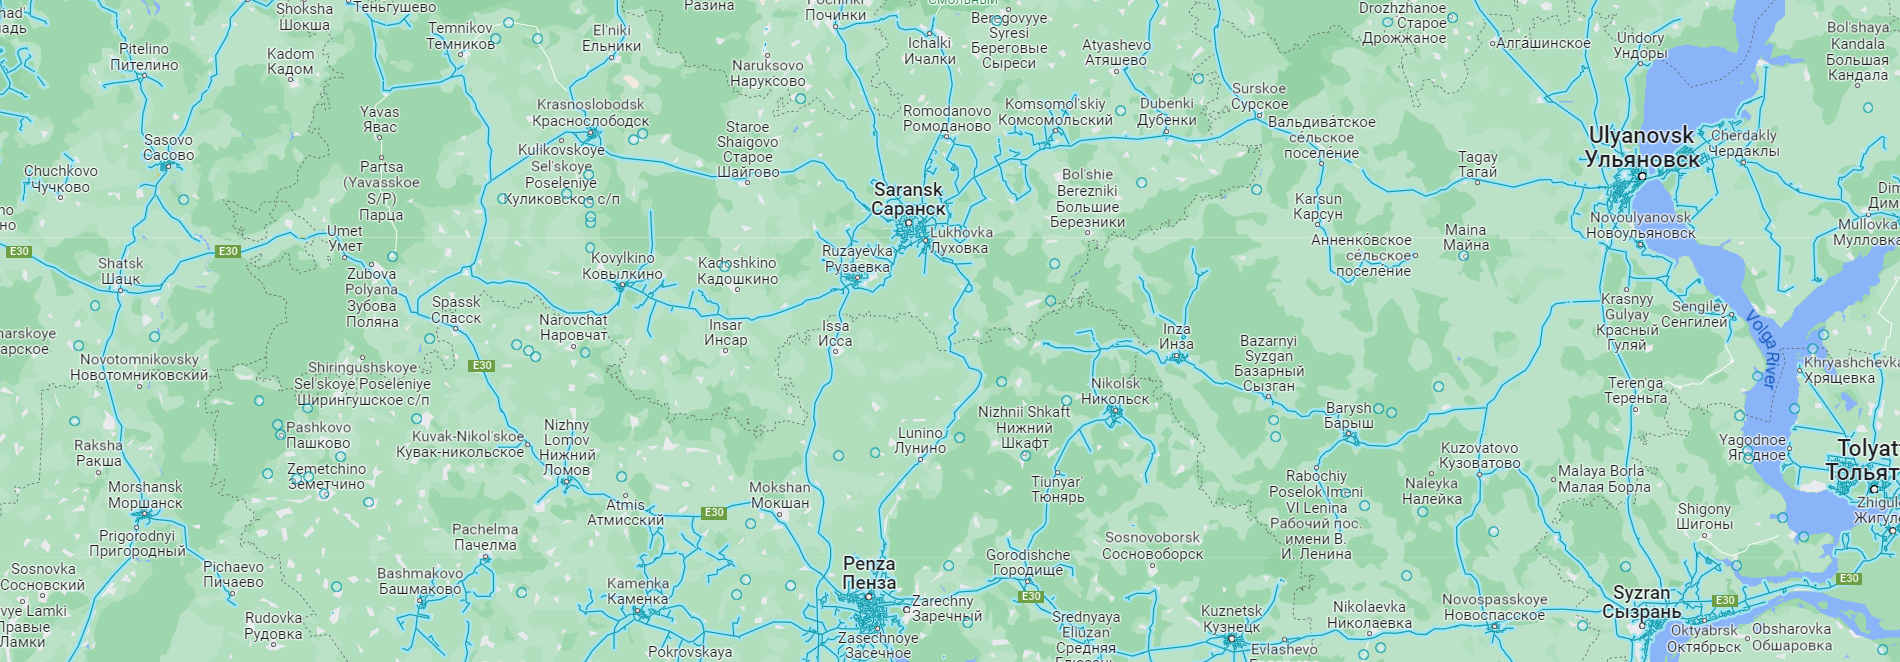 Теньгушево
Shoksha
Шокша
Pitelino
Пителино
Kadom
Кадом
Temnikov
Темников
El'niki
Ельники
Разина
Починки
Ichalki
Ичалки
Beregovyye
Syresi
Береговые
Сыреси
Atyashevo
Атяшево
Drozhzhanoe
Старое
Дрожжаное
Алгашинское
Undory
Ундоры
Bol'shaya
Kandala
Большая
Кандала
Naruksovo
Наруксово
Surskoe
Сурское
Yavas
Явас
Krasnoslobodsk
Краснослободск
Romodanovo
Ромоданово
Komsomol'skiy
Комсомольский
Dubenki
Дубенки
Вальдиватское
сельское
поселение
Ulyanovsk
Ульяновск
Cherdakly
Чердаклы
Sasovo
Сасово
Kulikovskoye
Sel'skoye
Poseleniye
Куликовское с/п
Staroe
Shaigovo
Старое
Шайгово
Chuchkovo
Чучково
Partsa
(Yavasskoe
S/P)
Парца
Saransk
Саранск
Bol'shie
Berezniki
Большие
Березники
Tagay
Тагай
Karsun
Карсун
Novoulyanovsk
Новоульяновск
Mullovka
Мулловка
Umet
Умет
E30
E30
Lukhovka
Луховка
Ruzayevka
Рузаевка
Анненковское
сельское
поселение
Maina
Майна
Shatsk
Шацк
Zubova
Polyana
Зубова
Поляна
Kovylkino
Ковылкино
Kadoshkino
Кадошкино
Spassk
Спасск
Narovchat
Наровчат
Insar
Инсар
Issa
Исса
Inza
Инза
Krasnyy
Gulyay
Красный
Гуляй
Sengiley
Сенгилей
Volga River
Novotomnikovsky
Новотомниковский
E30
Shiringushskoye
Sel'skoye Poseleniye
Ширингушское с/п
Bazarnyi
Syzgan
Базарный
Сызган
Khryashchevka
Хрящевка
Teren'ga
Тереньга
Nikolsk
Никольск
Nizhnii Shkaft
Нижний
Шкафт
Barysh
Барыш
Pashkovo
Пашково
Kuvak-Nikol'skoe
Кувак-никольское
Nizhny
Lomov
Нижний
Ломов
Lunino
Лунино
Raksha
Ракша
Zemetchino
Земетчино
Kuzovatovo
Кузоватово
Yagodnoe
Ягодное
Malaya Borla
Малая Борла
Rabochiy
Poselok Imeni
VI Lenina
Рабочий пос.
имени В.
И. Ленина
Naleyka
Налейка
Tiunyar'
Тюнярь
Morshansk
Моршанск
Atmis
Атмисский
E30
Mokshan
Мокшан
Shigony
Шигоны
Prigorodnyi
Пригородный
Pachelma
Пачелма
Sosnovoborsk
Сосновоборск
Gorodishche
Городище
E30
Penza
Пенза
Zarechny
Заречный
Zasechnoye
Засечное
Sosnovka
Сосновский
Pichaevo
Пичаево
Bashmakovo
Башмаково
Kamenka
Каменка
Rudovka
Рудовка
Pokrovskaya
Srednyaya
Средняя
Kuznetsk
Кузнецк
Evlashevo
Nikolaevka
Николаевка
Novospasskoye
Новоспасское
Syzran
Сызрань
E30
E30
Oktyabrsk
Октябрьск
Obsharovka
Обшаровка